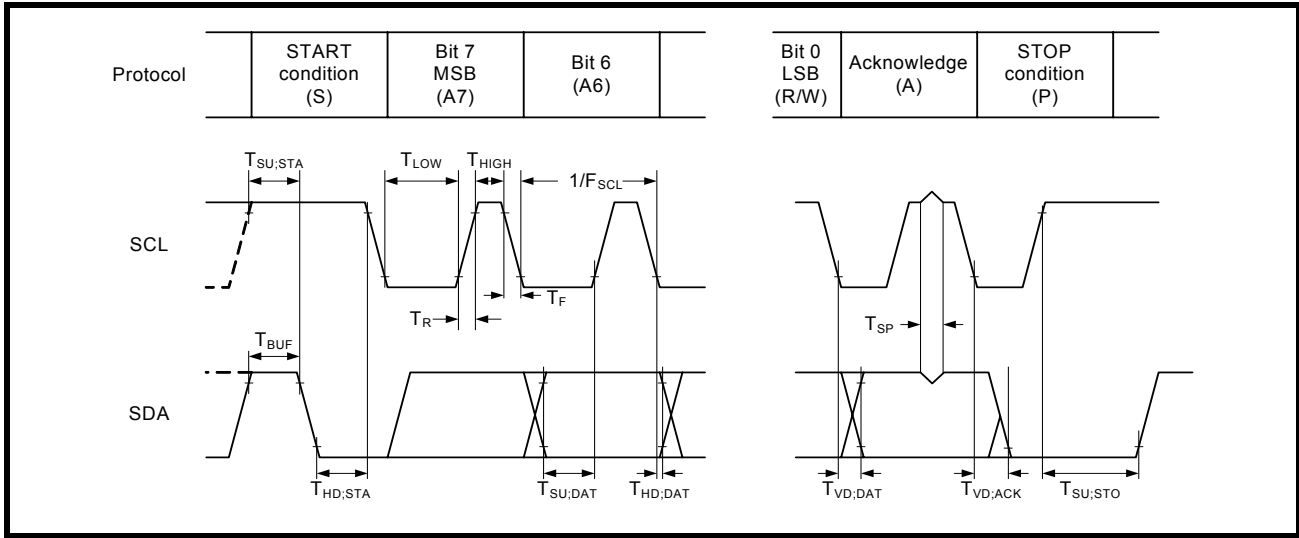 Protocol
START
condition
(S)
Bit 7
MSB
(A7)
Bit 6
(A6)
Bit 0
LSB
(R/W)
Acknowledge
(A)
STOP
condition
(P)
TSU;STA
TLOW
THIGH
1/FSCL
SCL
TF
TR
TSP
TBUF
SDA
THD;STA
TSU;DAT
THD;DAT
TVD;DAT
TVD;ACK
TSU;STO